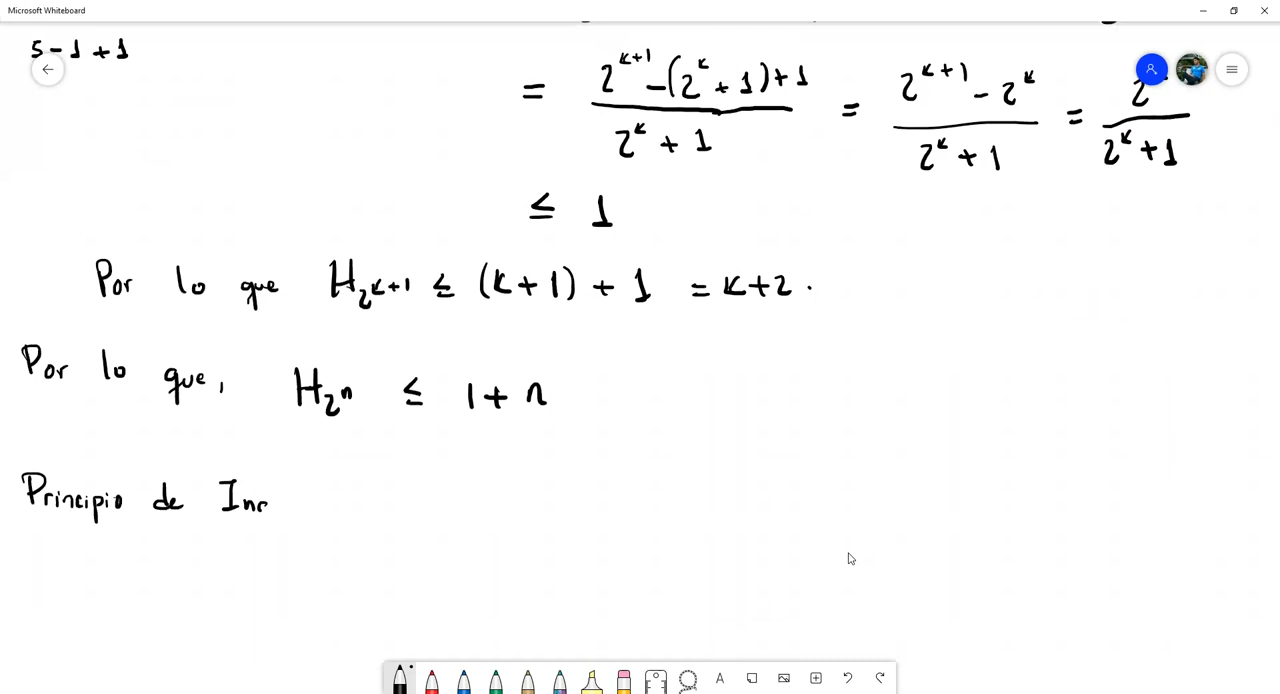 Microsoft Whiteboard
5 - 1 + 1
= (2^{k+1} - (2^k + 1) + 1) / (2^k + 1) = (2^{k+1} - 2^k) / (2^k + 1) = 2 / (2^k + 1)
≤ 1
Por lo que H_{2^{k+1}} ≤ (k+1) + 1 = k+2.
Por lo que, H_{2^n} ≤ 1 + n
Principio de Inc